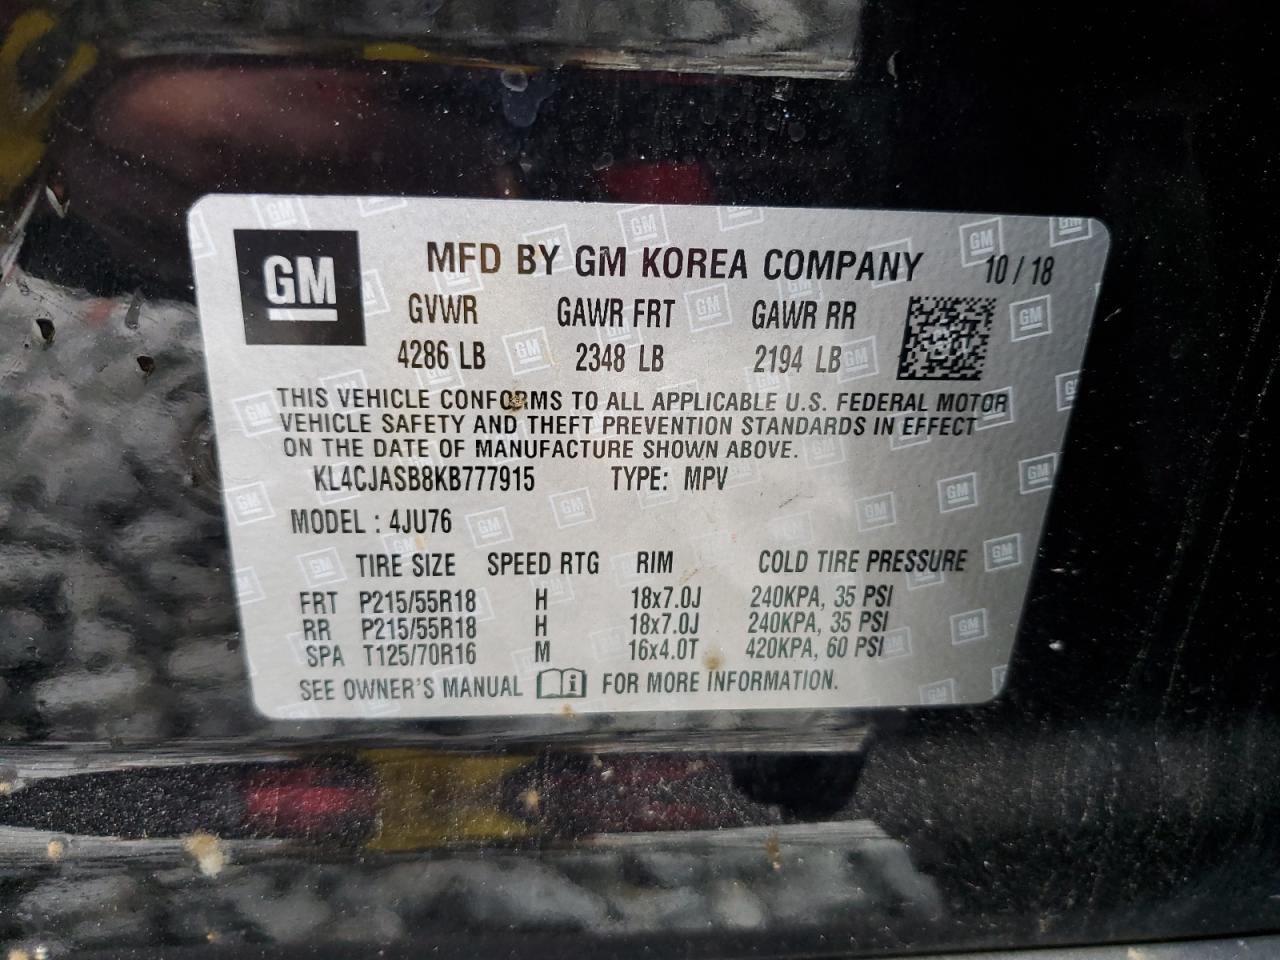 GM
MFD BY GM KOREA COMPANY 10 / 18
GVWR GAWR FRT GAWR RR
4286 LB 2348 LB 2194 LB
THIS VEHICLE CONFORMS TO ALL APPLICABLE U.S. FEDERAL MOTOR
VEHICLE SAFETY AND THEFT PREVENTION STANDARDS IN EFFECT
ON THE DATE OF MANUFACTURE SHOWN ABOVE.
KL4CJASB8KB777915 TYPE: MPV
MODEL : 4JU76
TIRE SIZE SPEED RTG RIM COLD TIRE PRESSURE
FRT P215/55R18 H 18x7.0J 240KPA, 35 PSI
RR P215/55R18 H 18x7.0J 240KPA, 35 PSI
SPA T125/70R16 M 16x4.0T 420KPA, 60 PSI
SEE OWNER'S MANUAL FOR MORE INFORMATION.